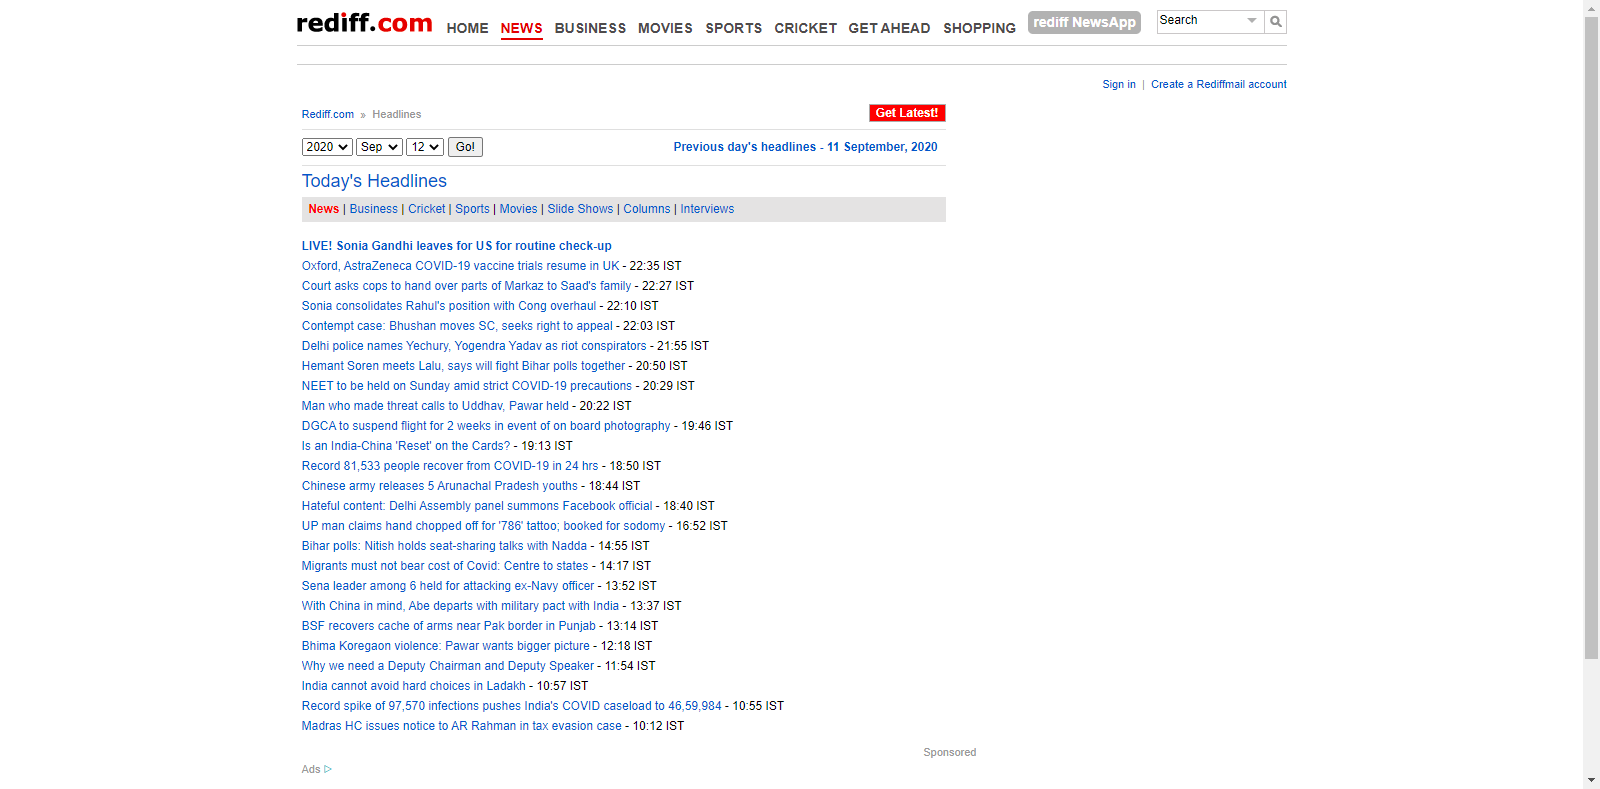 rediff.com HOME NEWS BUSINESS MOVIES SPORTS CRICKET GET AHEAD SHOPPING rediff NewsApp Search
Sign in | Create a Rediffmail account
Rediff.com » Headlines Get Latest!
2020 Sep 12 Go! Previous day's headlines - 11 September, 2020
Today's Headlines
News | Business | Cricket | Sports | Movies | Slide Shows | Columns | Interviews
LIVE! Sonia Gandhi leaves for US for routine check-up
Oxford, AstraZeneca COVID-19 vaccine trials resume in UK - 22:35 IST
Court asks cops to hand over parts of Markaz to Saad's family - 22:27 IST
Sonia consolidates Rahul's position with Cong overhaul - 22:10 IST
Contempt case: Bhushan moves SC, seeks right to appeal - 22:03 IST
Delhi police names Yechury, Yogendra Yadav as riot conspirators - 21:55 IST
Hemant Soren meets Lalu, says will fight Bihar polls together - 20:50 IST
NEET to be held on Sunday amid strict COVID-19 precautions - 20:29 IST
Man who made threat calls to Uddhav, Pawar held - 20:22 IST
DGCA to suspend flight for 2 weeks in event of on board photography - 19:46 IST
Is an India-China 'Reset' on the Cards? - 19:13 IST
Record 81,533 people recover from COVID-19 in 24 hrs - 18:50 IST
Chinese army releases 5 Arunachal Pradesh youths - 18:44 IST
Hateful content: Delhi Assembly panel summons Facebook official - 18:40 IST
UP man claims hand chopped off for '786' tattoo; booked for sodomy - 16:52 IST
Bihar polls: Nitish holds seat-sharing talks with Nadda - 14:55 IST
Migrants must not bear cost of Covid: Centre to states - 14:17 IST
Sena leader among 6 held for attacking ex-Navy officer - 13:52 IST
With China in mind, Abe departs with military pact with India - 13:37 IST
BSF recovers cache of arms near Pak border in Punjab - 13:14 IST
Bhima Koregaon violence: Pawar wants bigger picture - 12:18 IST
Why we need a Deputy Chairman and Deputy Speaker - 11:54 IST
India cannot avoid hard choices in Ladakh - 10:57 IST
Record spike of 97,570 infections pushes India's COVID caseload to 46,59,984 - 10:55 IST
Madras HC issues notice to AR Rahman in tax evasion case - 10:12 IST
Sponsored
Ads